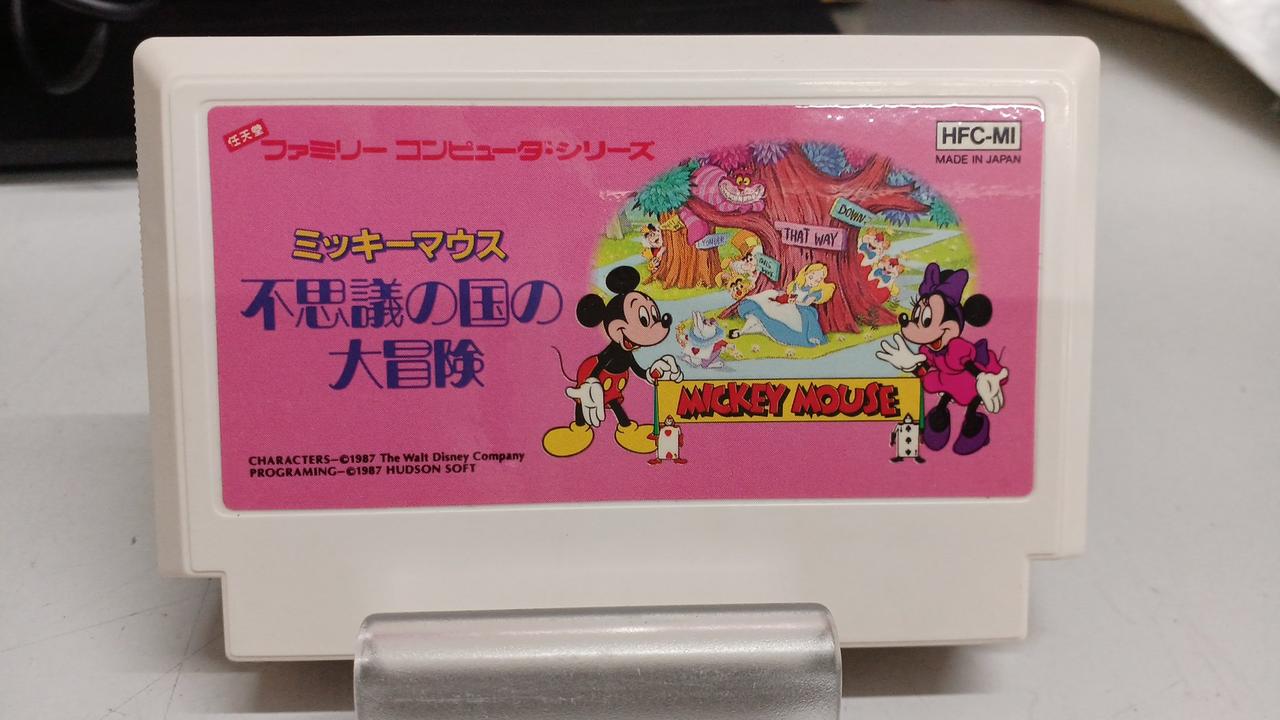 任天堂
ファミリー コンピュータ・シリーズ
HFC-MI
MADE IN JAPAN
ミッキーマウス
不思議の国の
大冒険
DOWN
THAT WAY
YONDER
MICKEY MOUSE
CHARACTERS—©1987 The Walt Disney Company
PROGRAMING—©1987 HUDSON SOFT